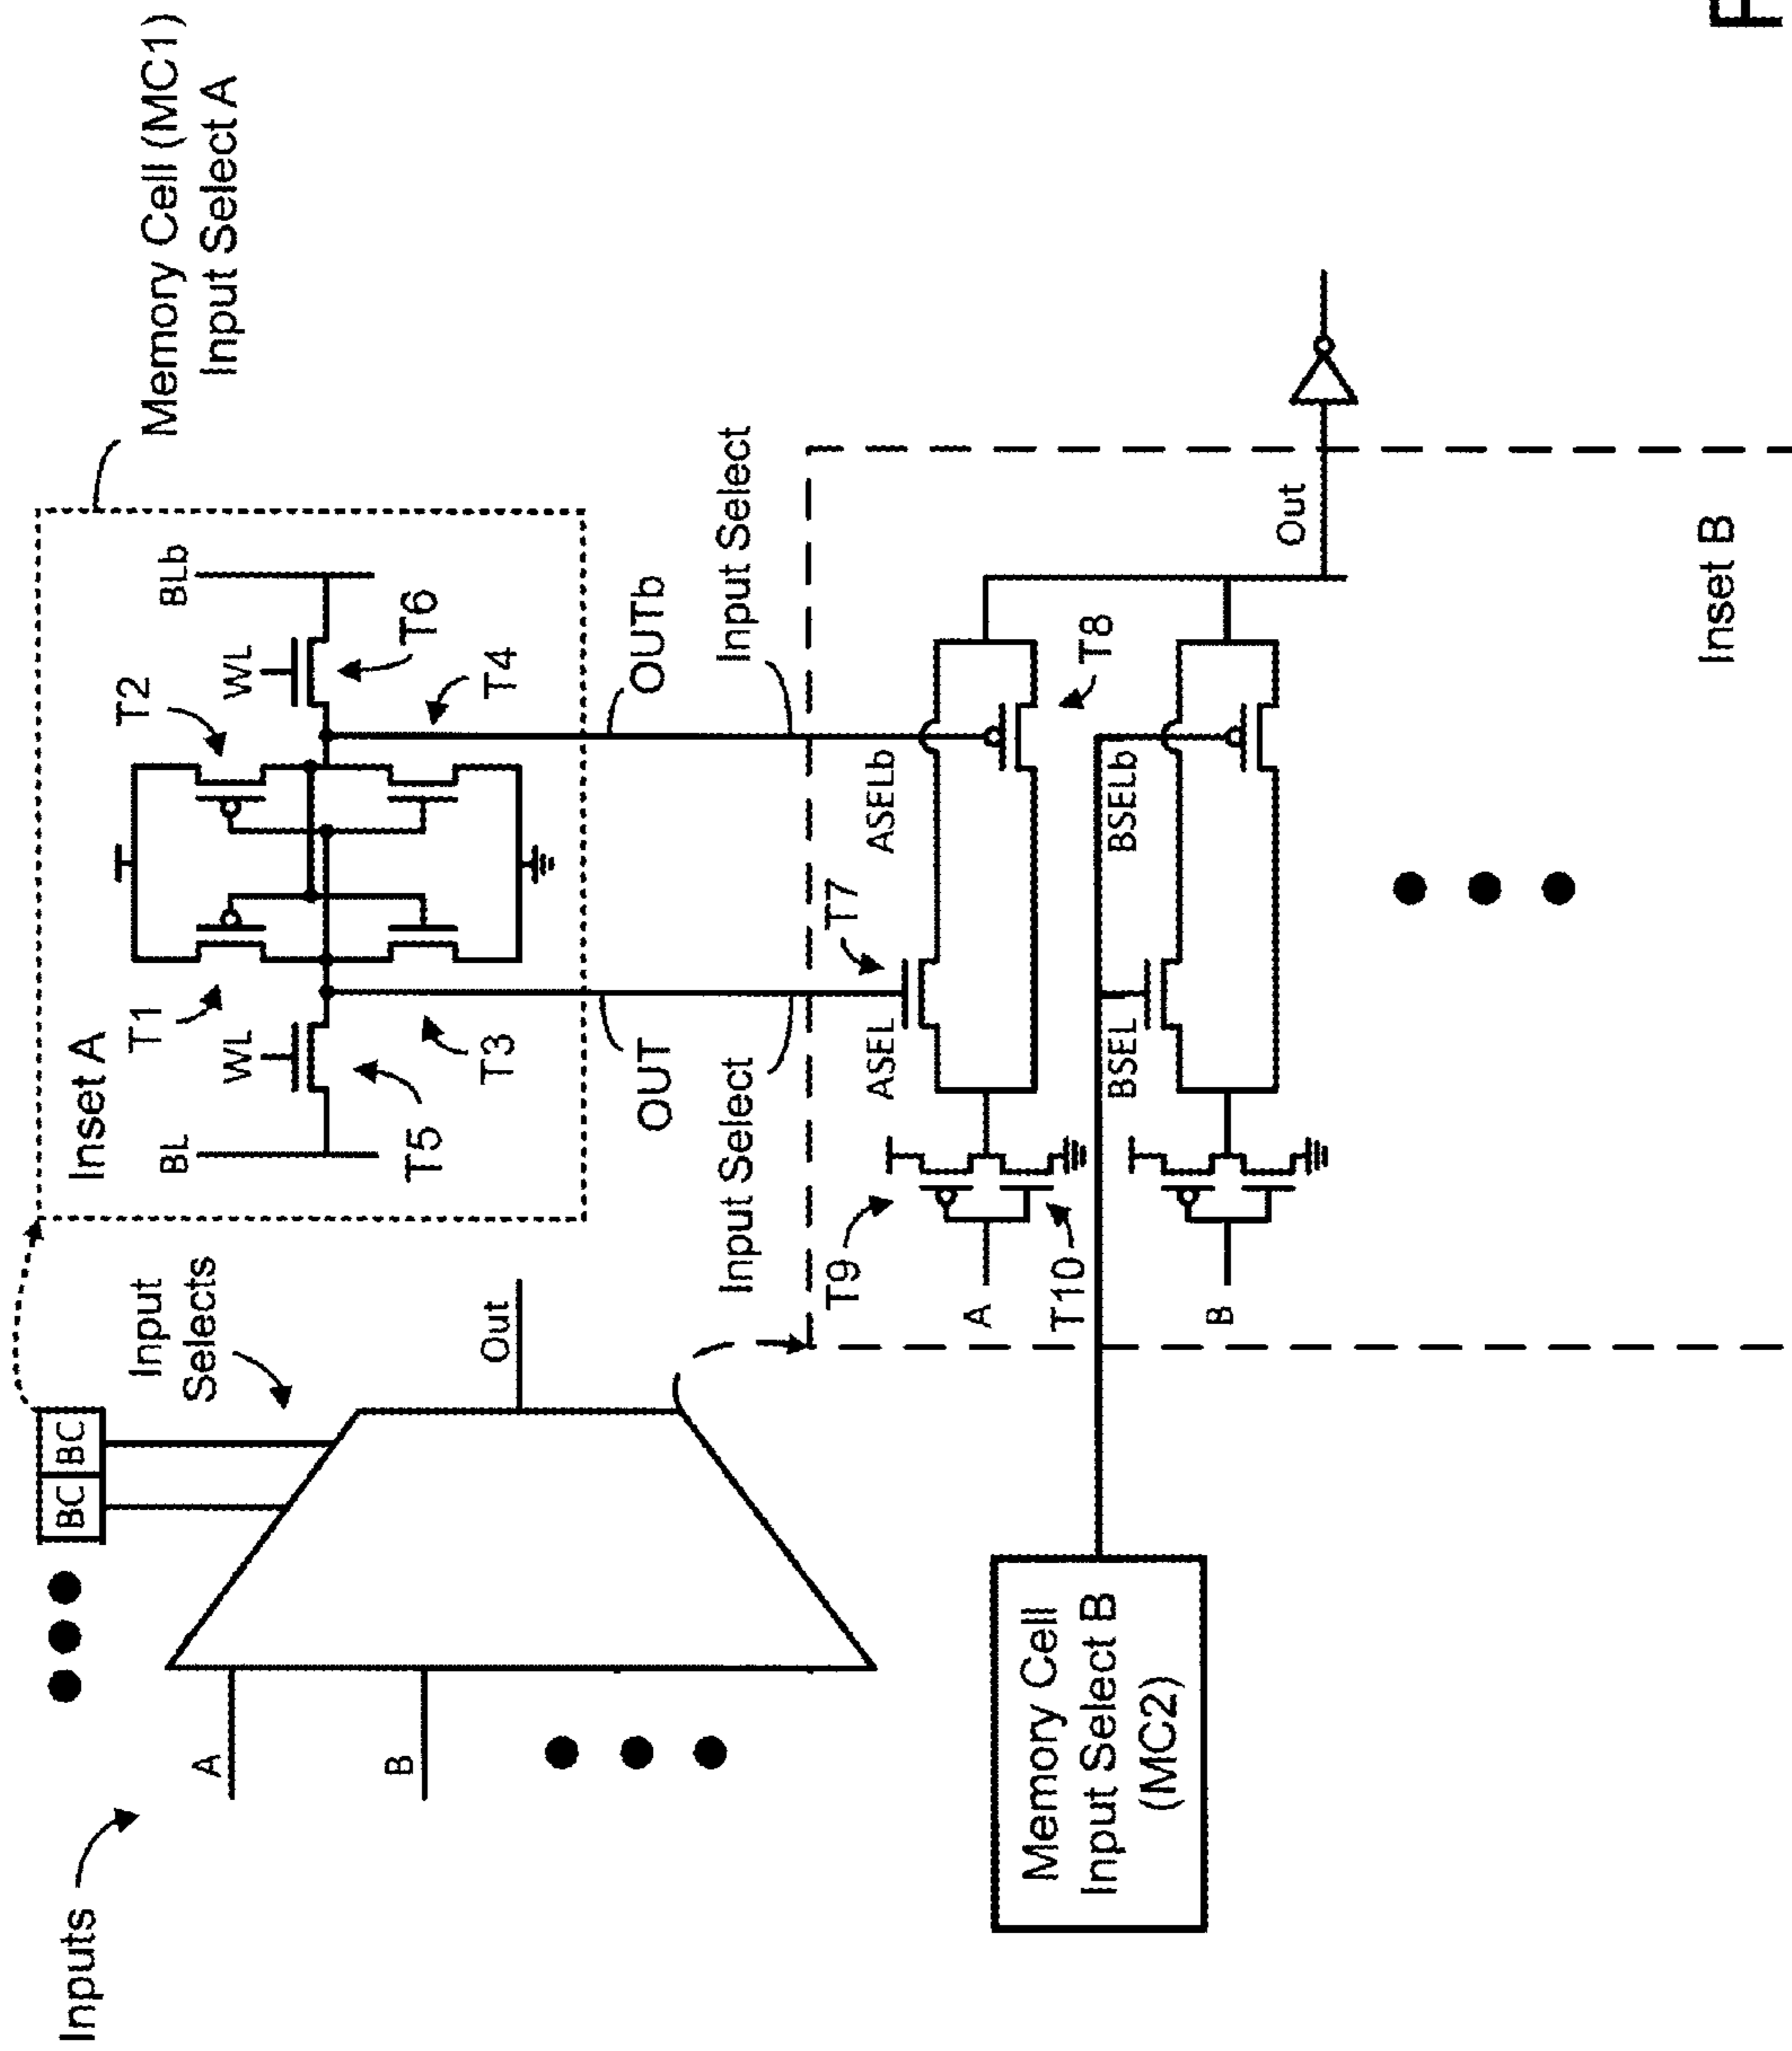 Memory Cell (MC1)
Input Select A
Inset A
BL
BLb
WL
WL
T1
T2
T3
T4
T5
T6
BC
BC
Input
Selects
Inputs
A
B
Out
OUT
OUTb
Input Select
Input Select
ASEL
ASELb
T7
T8
T9
T10
A
BSEL
BSELb
B
Out
Memory Cell
Input Select B
(MC2)
Inset B